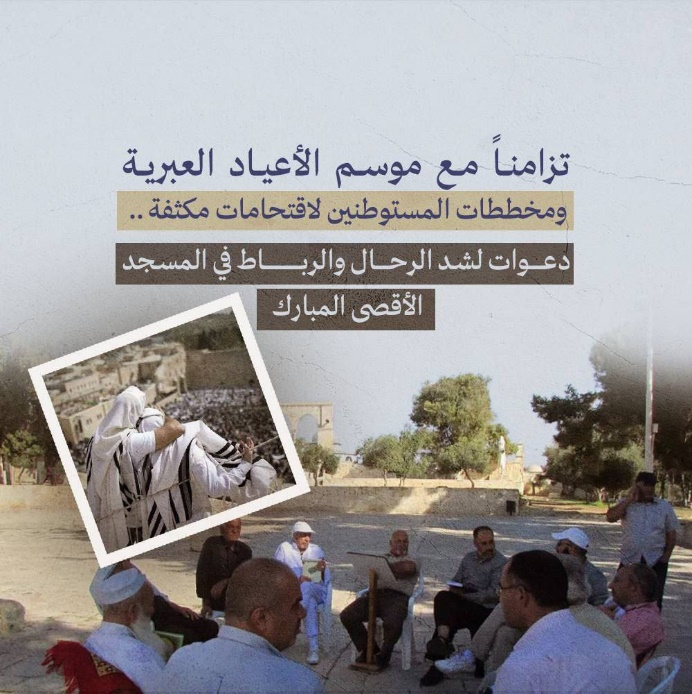 تزامناً مع موسم الأعياد العبرية
ومخططات المستوطنين لاقتحامات مكثفة ..
دعوات لشد الرحال والرباط في المسجد
الأقصى المبارك